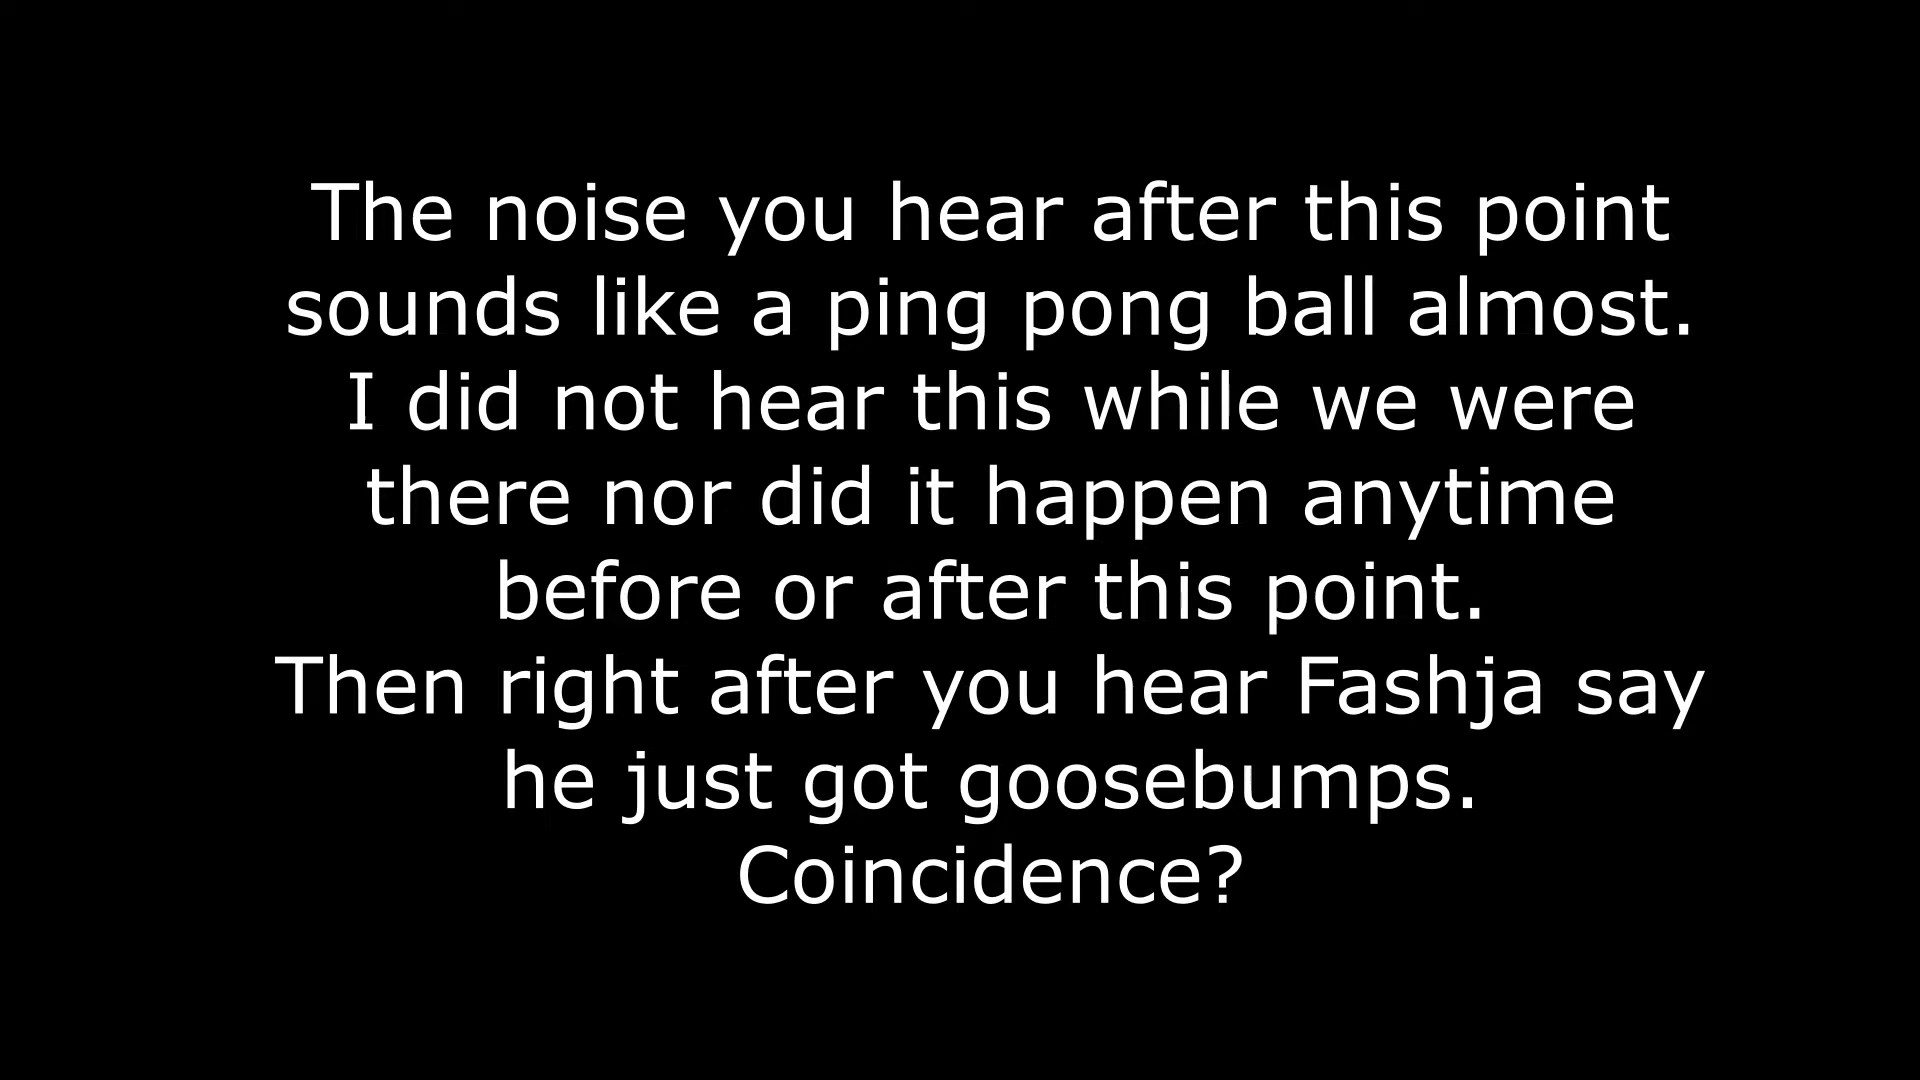 The noise you hear after this point
sounds like a ping pong ball almost.
I did not hear this while we were
there nor did it happen anytime
before or after this point.
Then right after you hear Fashja say
he just got goosebumps.
Coincidence?